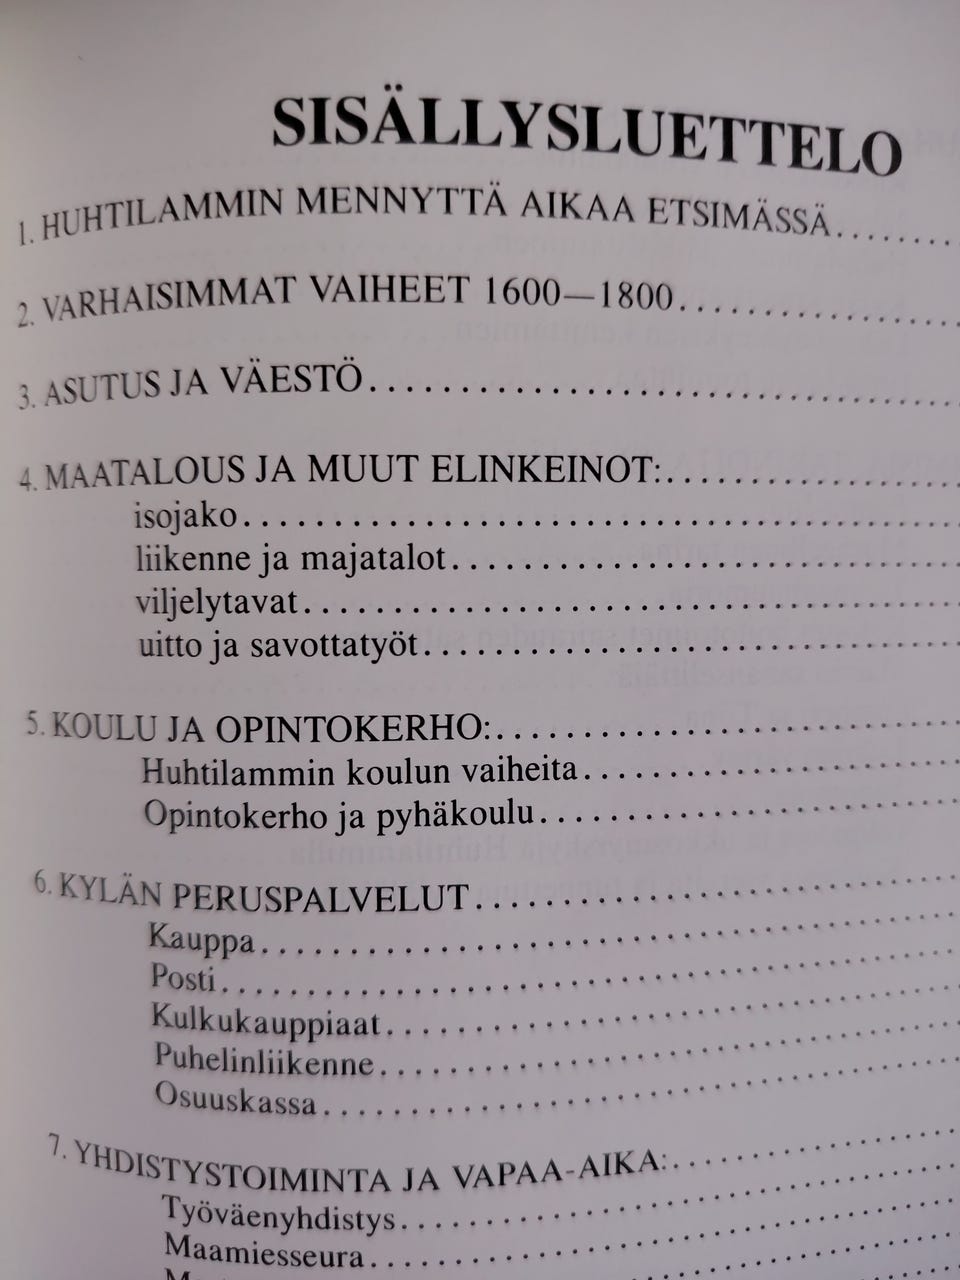 SISÄLLYSLUETTELO
1. HUHTILAMMIN MENNYTTÄ AIKAA ETSIMÄSSÄ
2. VARHAISIMMAT VAIHEET 1600—1800
3. ASUTUS JA VÄESTÖ
4. MAATALOUS JA MUUT ELINKEINOT:
isojako
liikenne ja majatalot
viljelytavat
uitto ja savottatyöt
5. KOULU JA OPINTOKERHO:
Huhtilammin koulun vaiheita
Opintokerho ja pyhäkoulu
6. KYLÄN PERUSPALVELUT
Kauppa
Posti
Kulkukauppiaat
Puhelinliikenne
Osuuskassa
7. YHDISTYSTOIMINTA JA VAPAA-AIKA:
Työväenyhdistys
Maamiesseura